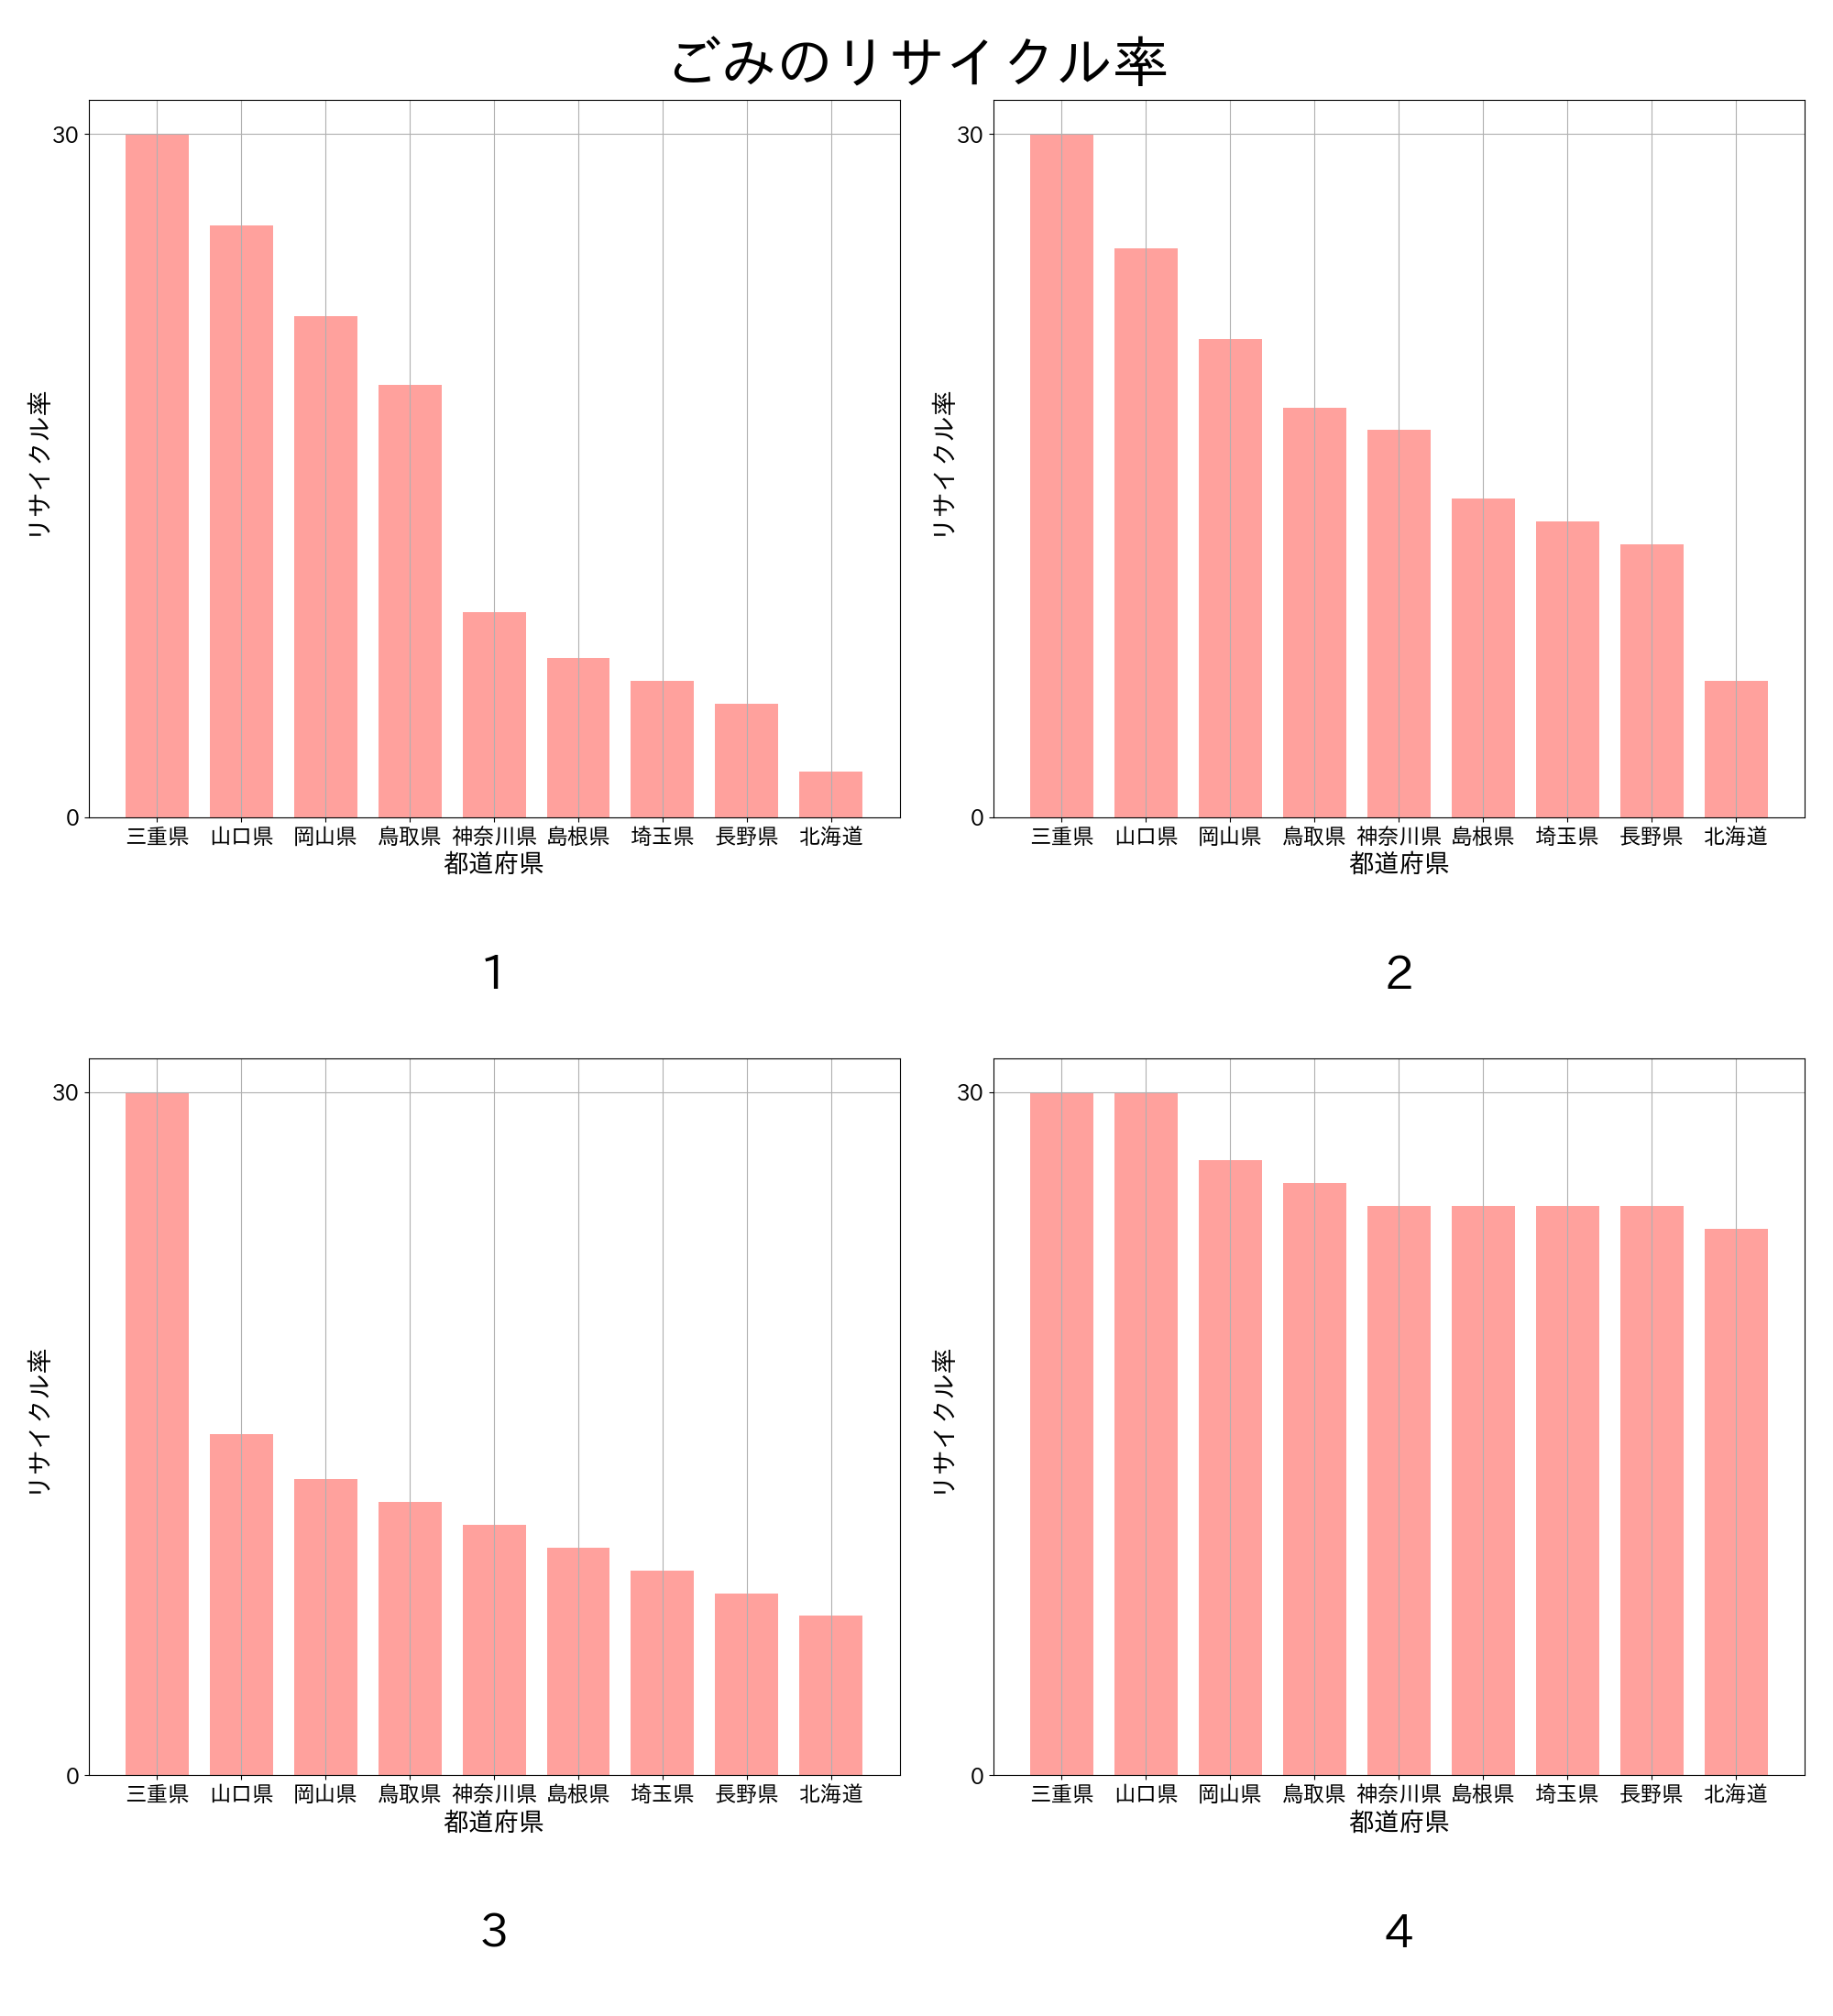 ごみのリサイクル率
30
0
リサイクル率
三重県 山口県 岡山県 鳥取県 神奈川県 島根県 埼玉県 長野県 北海道
都道府県
1
30
0
リサイクル率
三重県 山口県 岡山県 鳥取県 神奈川県 島根県 埼玉県 長野県 北海道
都道府県
2
30
0
リサイクル率
三重県 山口県 岡山県 鳥取県 神奈川県 島根県 埼玉県 長野県 北海道
都道府県
3
30
0
リサイクル率
三重県 山口県 岡山県 鳥取県 神奈川県 島根県 埼玉県 長野県 北海道
都道府県
4